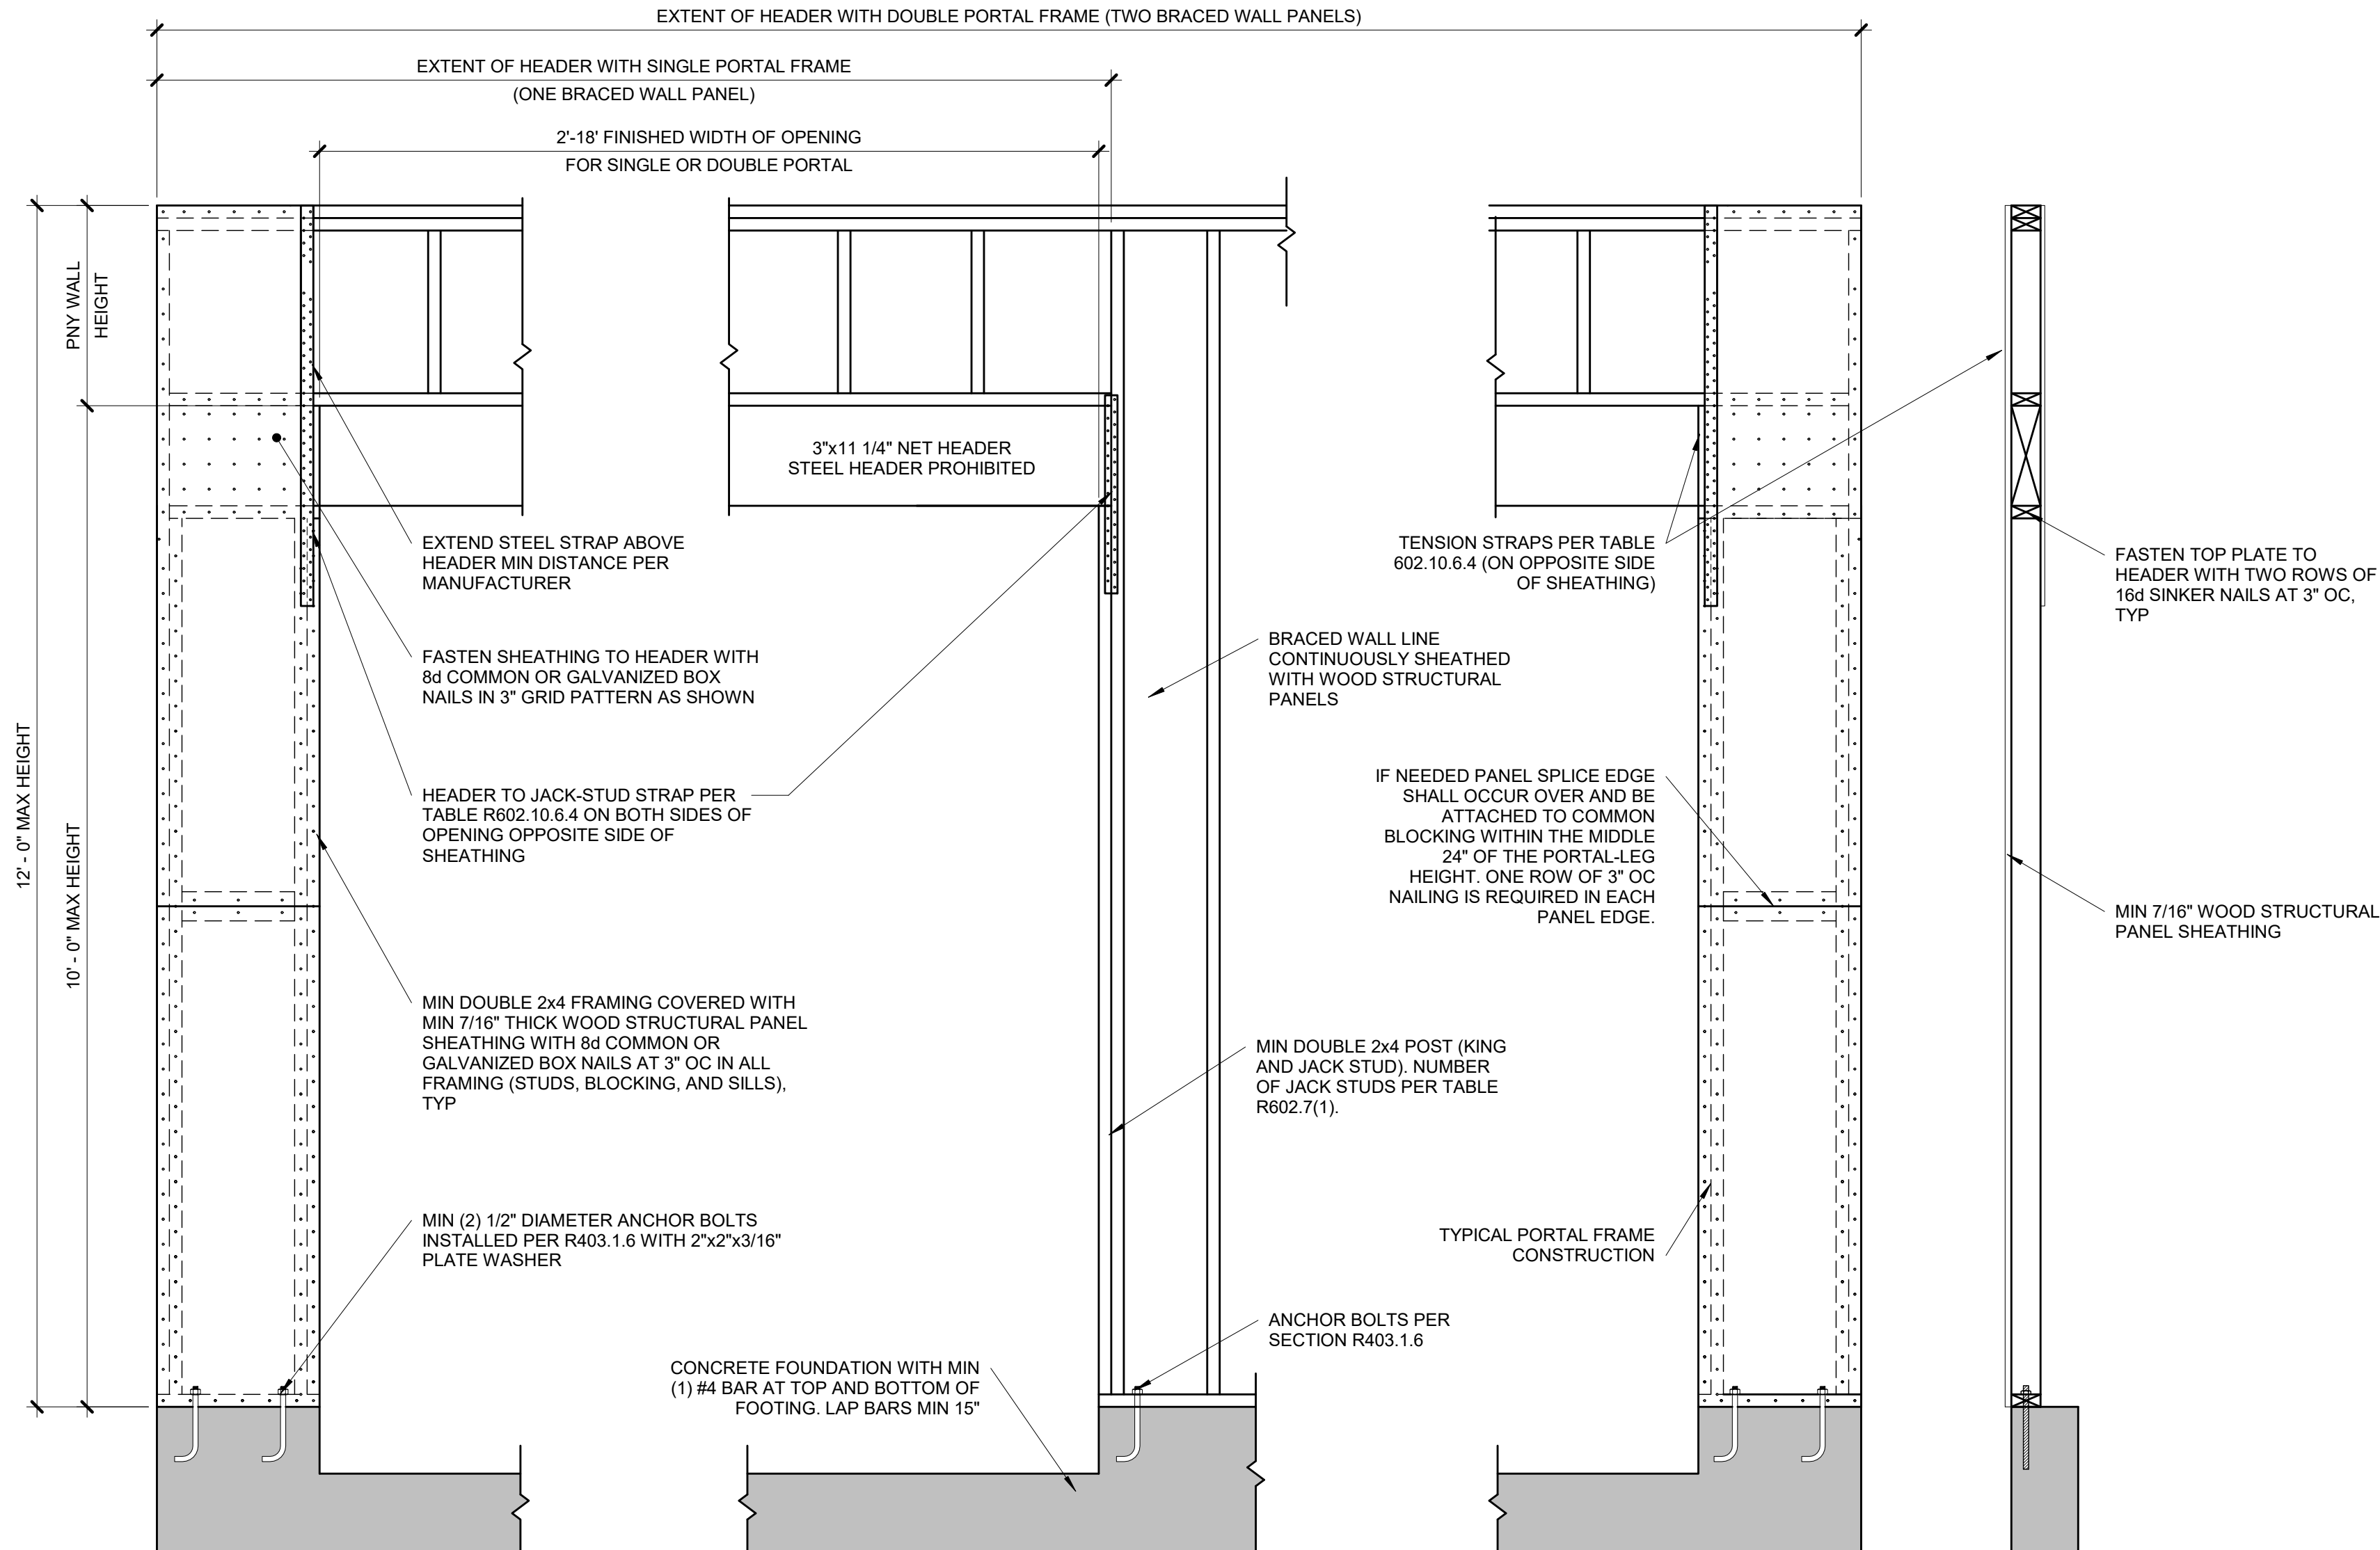 EXTENT OF HEADER WITH DOUBLE PORTAL FRAME (TWO BRACED WALL PANELS)
EXTENT OF HEADER WITH SINGLE PORTAL FRAME
(ONE BRACED WALL PANEL)
2'-18' FINISHED WIDTH OF OPENING
FOR SINGLE OR DOUBLE PORTAL
PNY WALL
HEIGHT
12' - 0" MAX HEIGHT
10' - 0" MAX HEIGHT
3"x11 1/4" NET HEADER
STEEL HEADER PROHIBITED
EXTEND STEEL STRAP ABOVE
HEADER MIN DISTANCE PER
MANUFACTURER
FASTEN SHEATHING TO HEADER WITH
8d COMMON OR GALVANIZED BOX
NAILS IN 3" GRID PATTERN AS SHOWN
HEADER TO JACK-STUD STRAP PER
TABLE R602.10.6.4 ON BOTH SIDES OF
OPENING OPPOSITE SIDE OF
SHEATHING
MIN DOUBLE 2x4 FRAMING COVERED WITH
MIN 7/16" THICK WOOD STRUCTURAL PANEL
SHEATHING WITH 8d COMMON OR
GALVANIZED BOX NAILS AT 3" OC IN ALL
FRAMING (STUDS, BLOCKING, AND SILLS),
TYP
MIN (2) 1/2" DIAMETER ANCHOR BOLTS
INSTALLED PER R403.1.6 WITH 2"x2"x3/16"
PLATE WASHER
CONCRETE FOUNDATION WITH MIN
(1) #4 BAR AT TOP AND BOTTOM OF
FOOTING. LAP BARS MIN 15"
TENSION STRAPS PER TABLE
602.10.6.4 (ON OPPOSITE SIDE
OF SHEATHING)
BRACED WALL LINE
CONTINUOUSLY SHEATHED
WITH WOOD STRUCTURAL
PANELS
IF NEEDED PANEL SPLICE EDGE
SHALL OCCUR OVER AND BE
ATTACHED TO COMMON
BLOCKING WITHIN THE MIDDLE
24" OF THE PORTAL-LEG
HEIGHT. ONE ROW OF 3" OC
NAILING IS REQUIRED IN EACH
PANEL EDGE.
MIN DOUBLE 2x4 POST (KING
AND JACK STUD). NUMBER
OF JACK STUDS PER TABLE
R602.7(1).
TYPICAL PORTAL FRAME
CONSTRUCTION
ANCHOR BOLTS PER
SECTION R403.1.6
FASTEN TOP PLATE TO
HEADER WITH TWO ROWS OF
16d SINKER NAILS AT 3" OC,
TYP
MIN 7/16" WOOD STRUCTURAL
PANEL SHEATHING